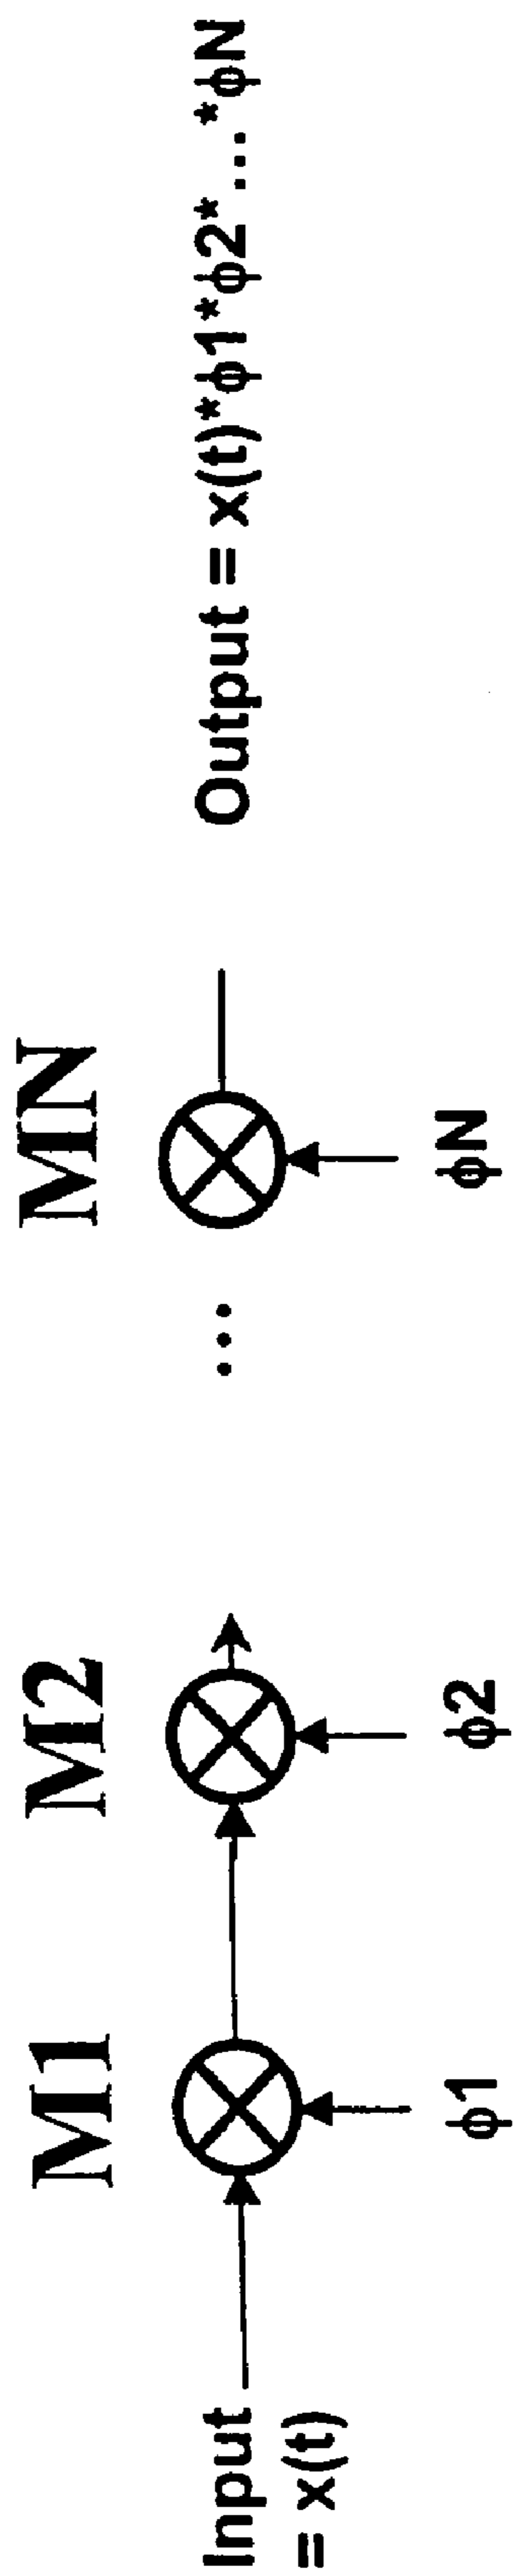 M1
M2
MN
Input
= x(t)
...
Output = x(t)*ϕ1*ϕ2*...*ϕN
ϕ1
ϕ2
ϕN